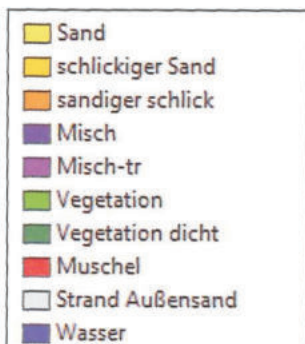 Sand
schlickiger Sand
sandiger schlick
Misch
Misch-tr
Vegetation
Vegetation dicht
Muschel
Strand Außensand
Wasser